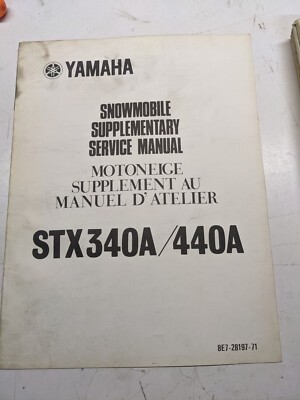 YAMAHA
SNOWMOBILE
SUPPLEMENTARY
SERVICE MANUAL
MOTONEIGE
SUPPLEMENT AU
MANUEL D'ATELIER
STX340A/440A
8E7-28197-71